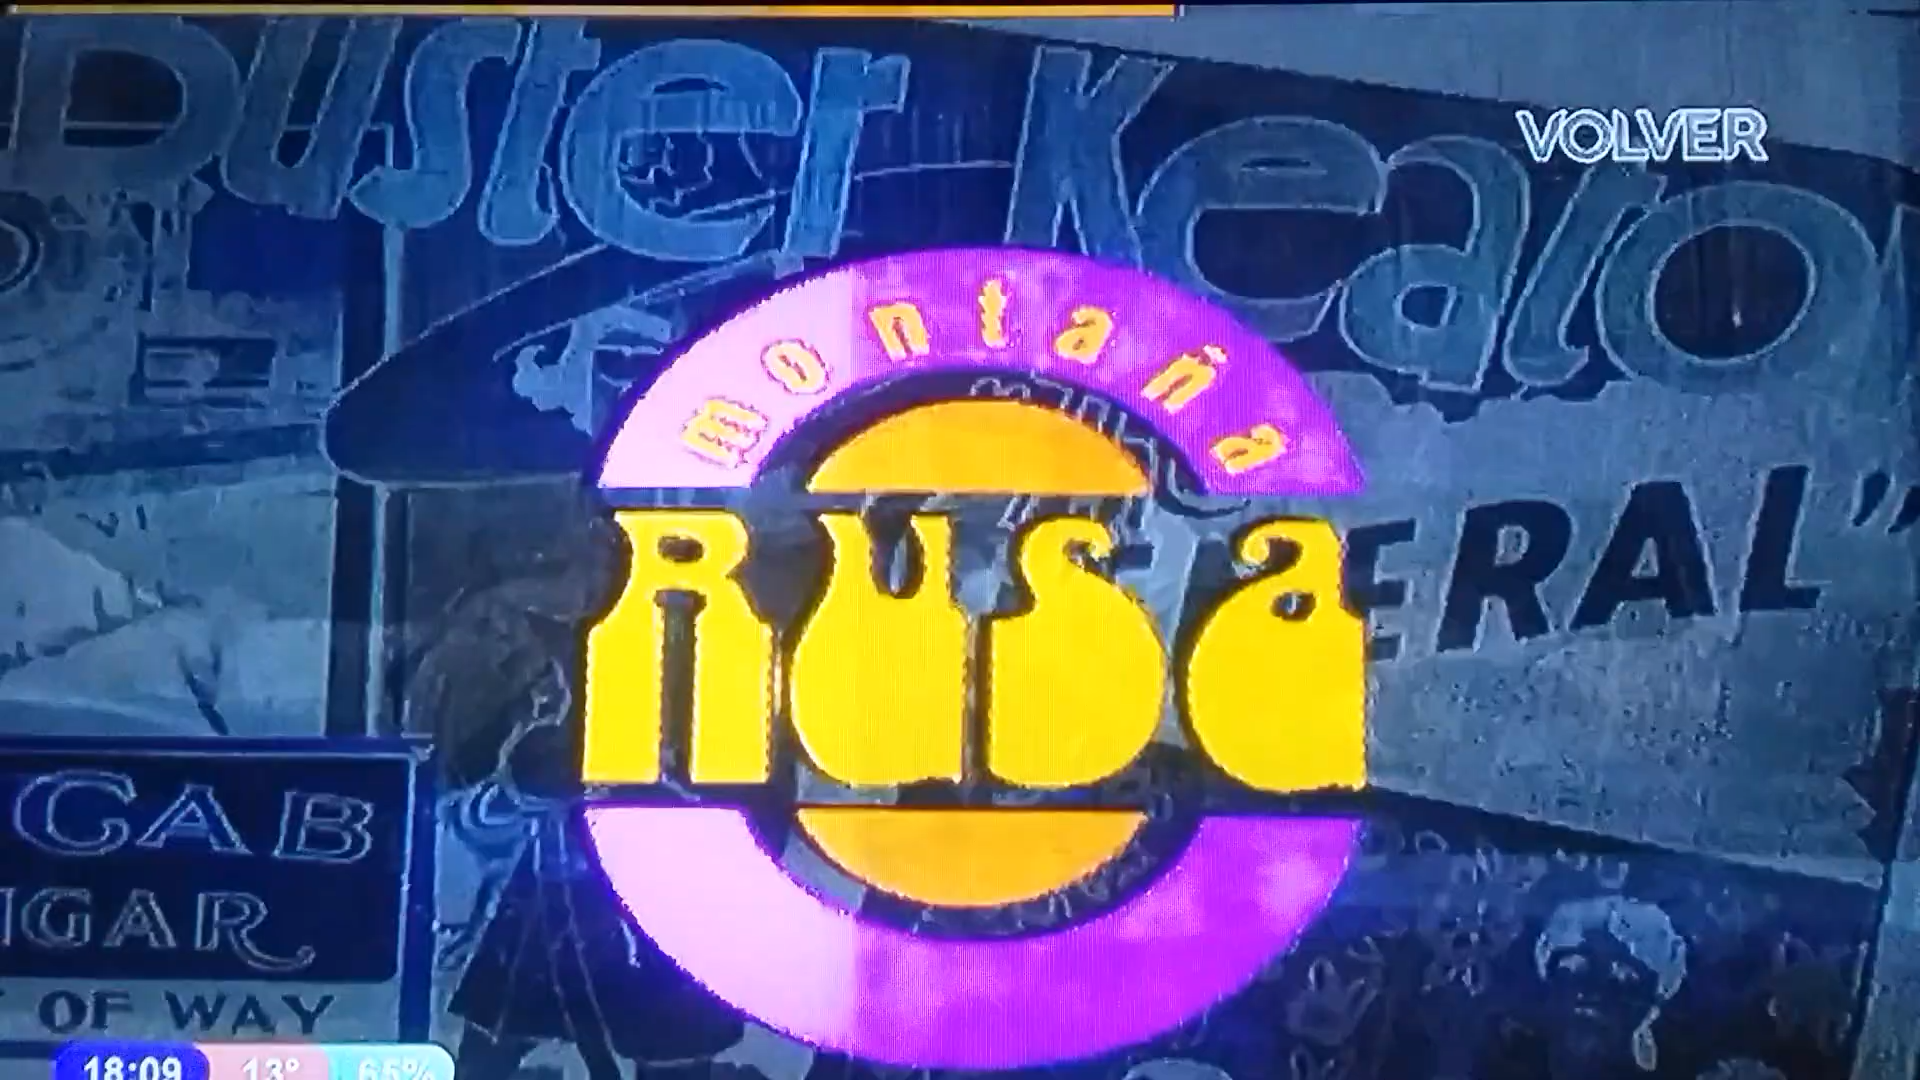 Buster Keaton
VOLVER
montaña
RUSA
ERAL"
CAB
IGAR
OF WAY
18:09 13° 65%